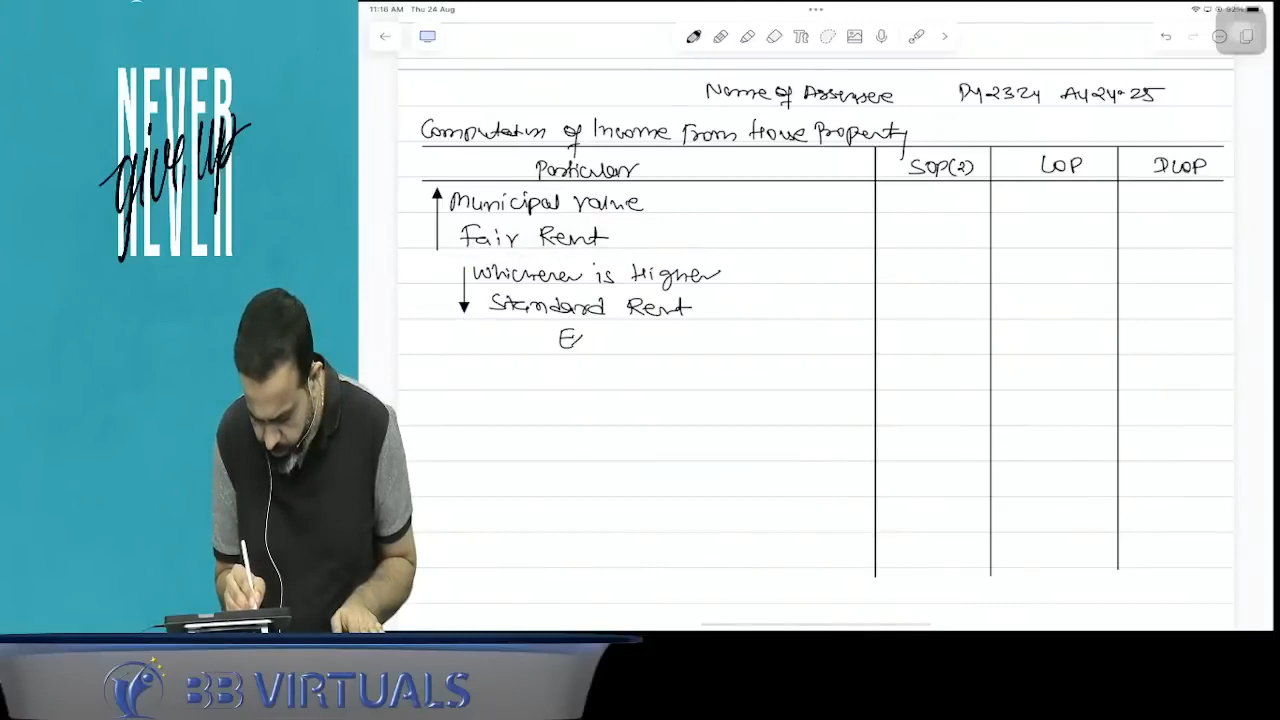 11:16 AM Thu 24 Aug
92%
NEVER
give up
NEVER
Name of Assessee PY 2324 AY 24-25
Computation of Income From House Property
Particular SOP(2) LOP DLOP
Municipal Value
Fair Rent
Whichever is Higher
Standard Rent
E
BB VIRTUALS